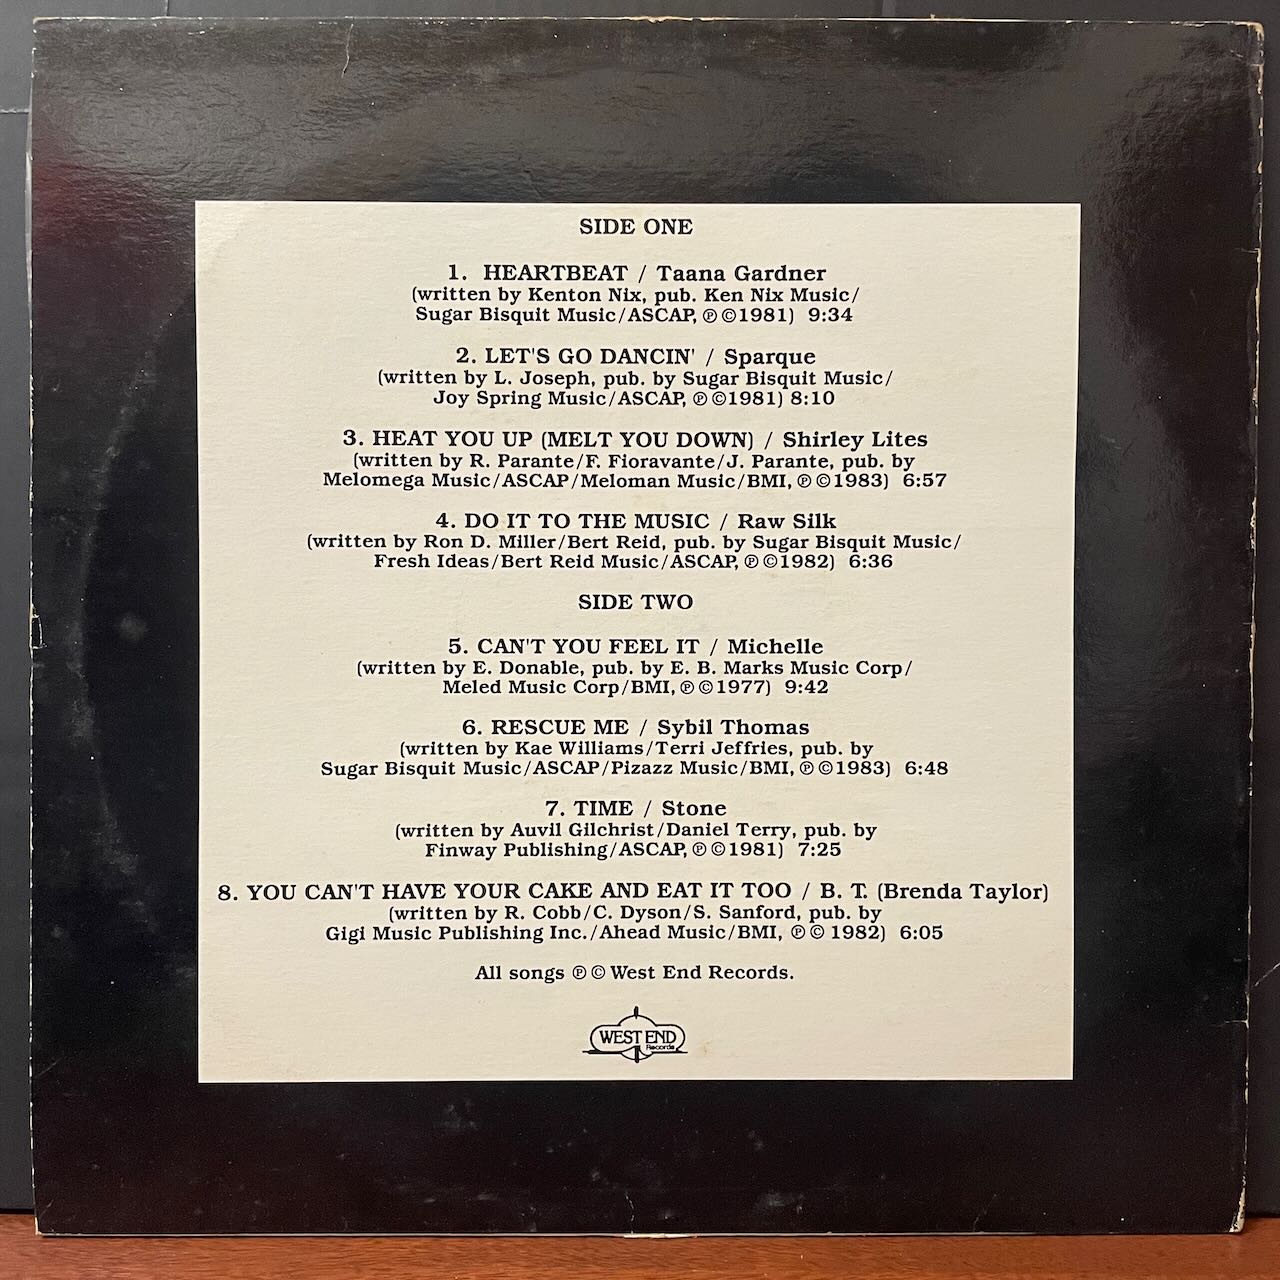 SIDE ONE
1. HEARTBEAT / Taana Gardner
(written by Kenton Nix, pub. Ken Nix Music/
Sugar Bisquit Music/ASCAP, ℗©1981) 9:34
2. LET'S GO DANCIN' / Sparque
(written by L. Joseph, pub. by Sugar Bisquit Music/
Joy Spring Music/ASCAP, ℗©1981) 8:10
3. HEAT YOU UP (MELT YOU DOWN) / Shirley Lites
(written by R. Parante/F. Fioravante/J. Parante, pub. by
Melomega Music/ASCAP/Meloman Music/BMI, ℗©1983) 6:57
4. DO IT TO THE MUSIC / Raw Silk
(written by Ron D. Miller/Bert Reid, pub. by Sugar Bisquit Music/
Fresh Ideas/Bert Reid Music/ASCAP, ℗©1982) 6:36
SIDE TWO
5. CAN'T YOU FEEL IT / Michelle
(written by E. Donable, pub. by E. B. Marks Music Corp/
Meled Music Corp/BMI, ℗©1977) 9:42
6. RESCUE ME / Sybil Thomas
(written by Kae Williams/Terri Jeffries, pub. by
Sugar Bisquit Music/ASCAP/Pizazz Music/BMI, ℗©1983) 6:48
7. TIME / Stone
(written by Auvil Gilchrist/Daniel Terry, pub. by
Finway Publishing/ASCAP, ℗©1981) 7:25
8. YOU CAN'T HAVE YOUR CAKE AND EAT IT TOO / B. T. (Brenda Taylor)
(written by R. Cobb/C. Dyson/S. Sanford, pub. by
Gigi Music Publishing Inc./Ahead Music/BMI, ℗© 1982) 6:05
All songs ℗© West End Records.
WEST END
Records